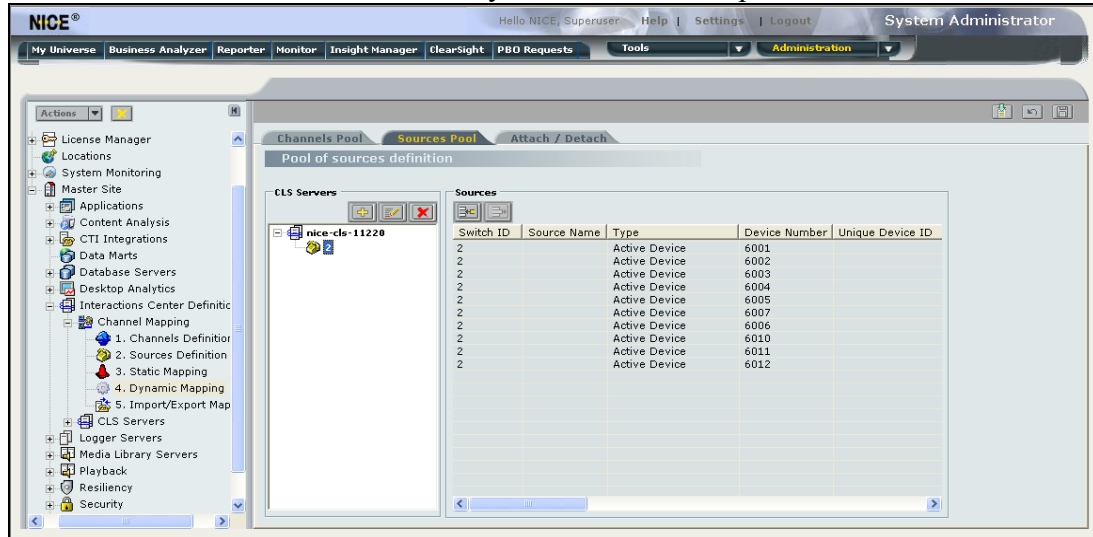 NICE®
Hello NICE, Superuser Help | Settings | Logout System Administrator
My Universe Business Analyzer Reporter Monitor Insight Manager ClearSight PBO Requests Tools Administration
Actions
License Manager
Locations
System Monitoring
Master Site
Applications
Content Analysis
CTI Integrations
Data Marts
Database Servers
Desktop Analytics
Interactions Center Definitic
Channel Mapping
1. Channels Definition
2. Sources Definition
3. Static Mapping
4. Dynamic Mapping
5. Import/Export Map
CLS Servers
Logger Servers
Media Library Servers
Playback
Resiliency
Security
Channels Pool Sources Pool Attach / Detach
Pool of sources definition
CLS Servers
nice-cls-11220
2
Sources
Switch ID Source Name Type Device Number Unique Device ID
2 Active Device 6001
2 Active Device 6002
2 Active Device 6003
2 Active Device 6004
2 Active Device 6005
2 Active Device 6007
2 Active Device 6006
2 Active Device 6010
2 Active Device 6011
2 Active Device 6012